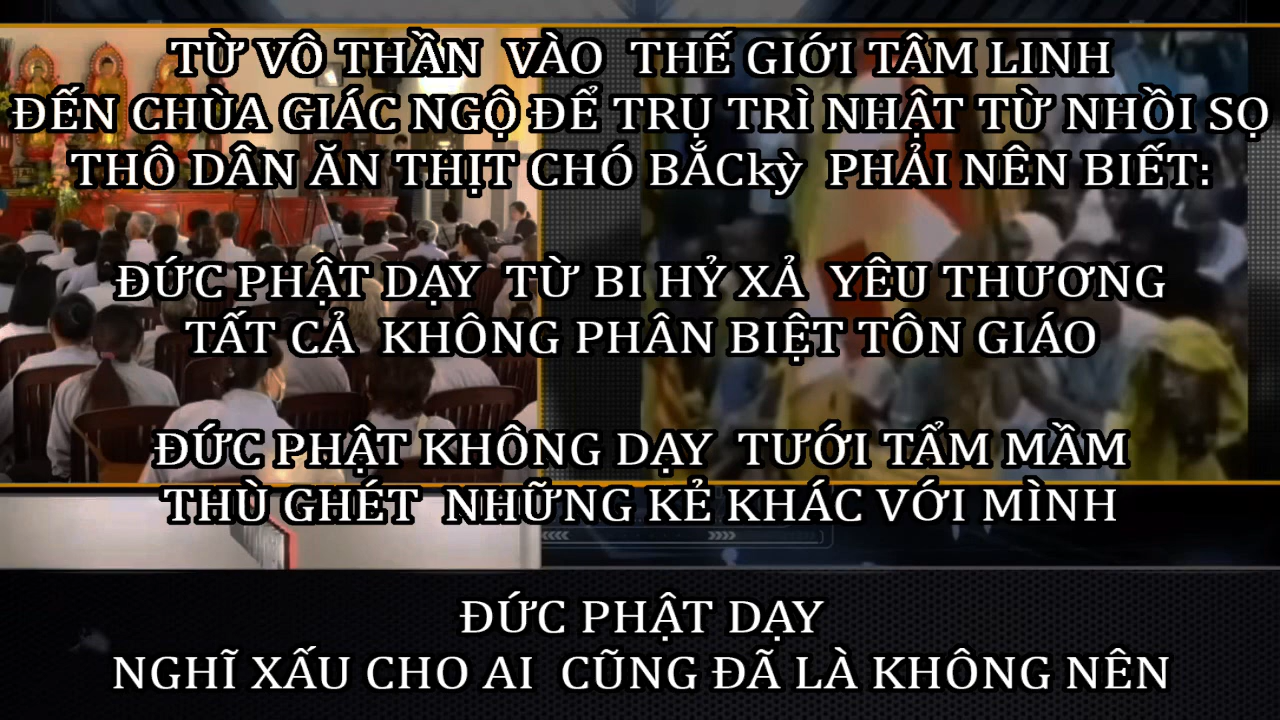 TỪ VÔ THẦN VÀO THẾ GIỚI TÂM LINH
ĐẾN CHÙA GIÁC NGỘ ĐỂ TRỤ TRÌ NHẬT TỪ NHỒI SỌ
THÔ DÂN ĂN THỊT CHÓ BẮCkỳ PHẢI NÊN BIẾT:
ĐỨC PHẬT DẠY TỪ BI HỶ XẢ YÊU THƯƠNG
TẤT CẢ KHÔNG PHÂN BIỆT TÔN GIÁO
ĐỨC PHẬT KHÔNG DẠY TƯỚI TẨM MẦM
THÙ GHÉT NHỮNG KẺ KHÁC VỚI MÌNH
ĐỨC PHẬT DẠY
NGHĨ XẤU CHO AI CŨNG ĐÃ LÀ KHÔNG NÊN